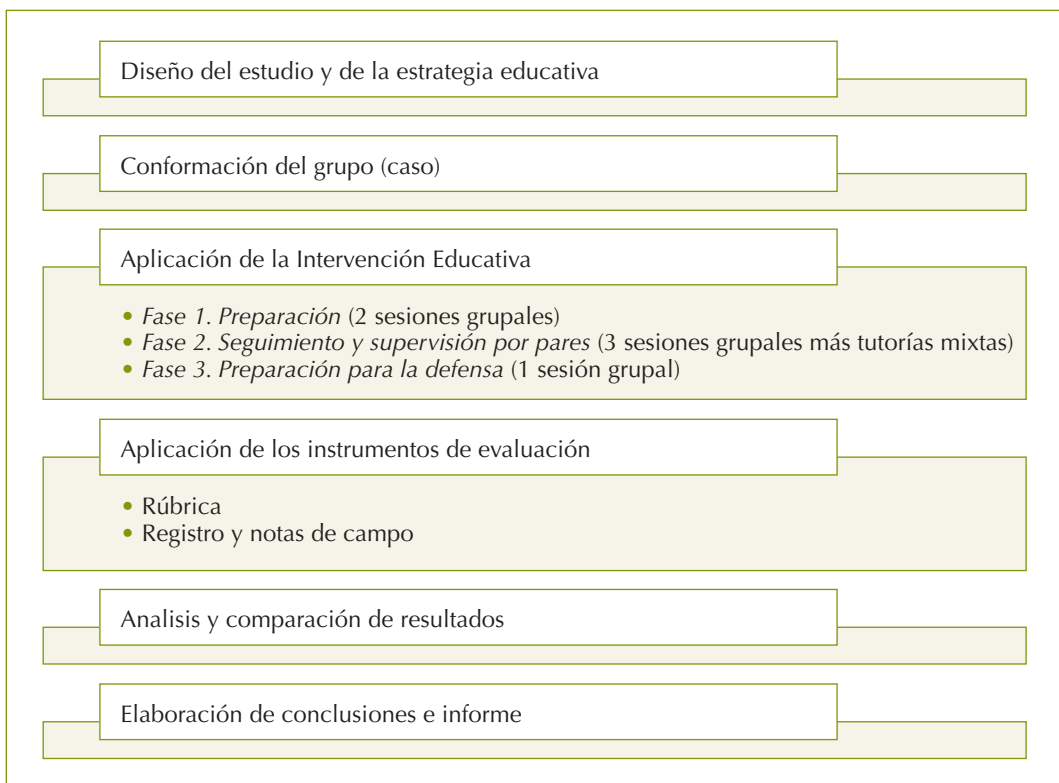 Diseño del estudio y de la estrategia educativa
Conformación del grupo (caso)
Aplicación de la Intervención Educativa
• Fase 1. Preparación (2 sesiones grupales)
• Fase 2. Seguimiento y supervisión por pares (3 sesiones grupales más tutorías mixtas)
• Fase 3. Preparación para la defensa (1 sesión grupal)
Aplicación de los instrumentos de evaluación
• Rúbrica
• Registro y notas de campo
Analisis y comparación de resultados
Elaboración de conclusiones e informe